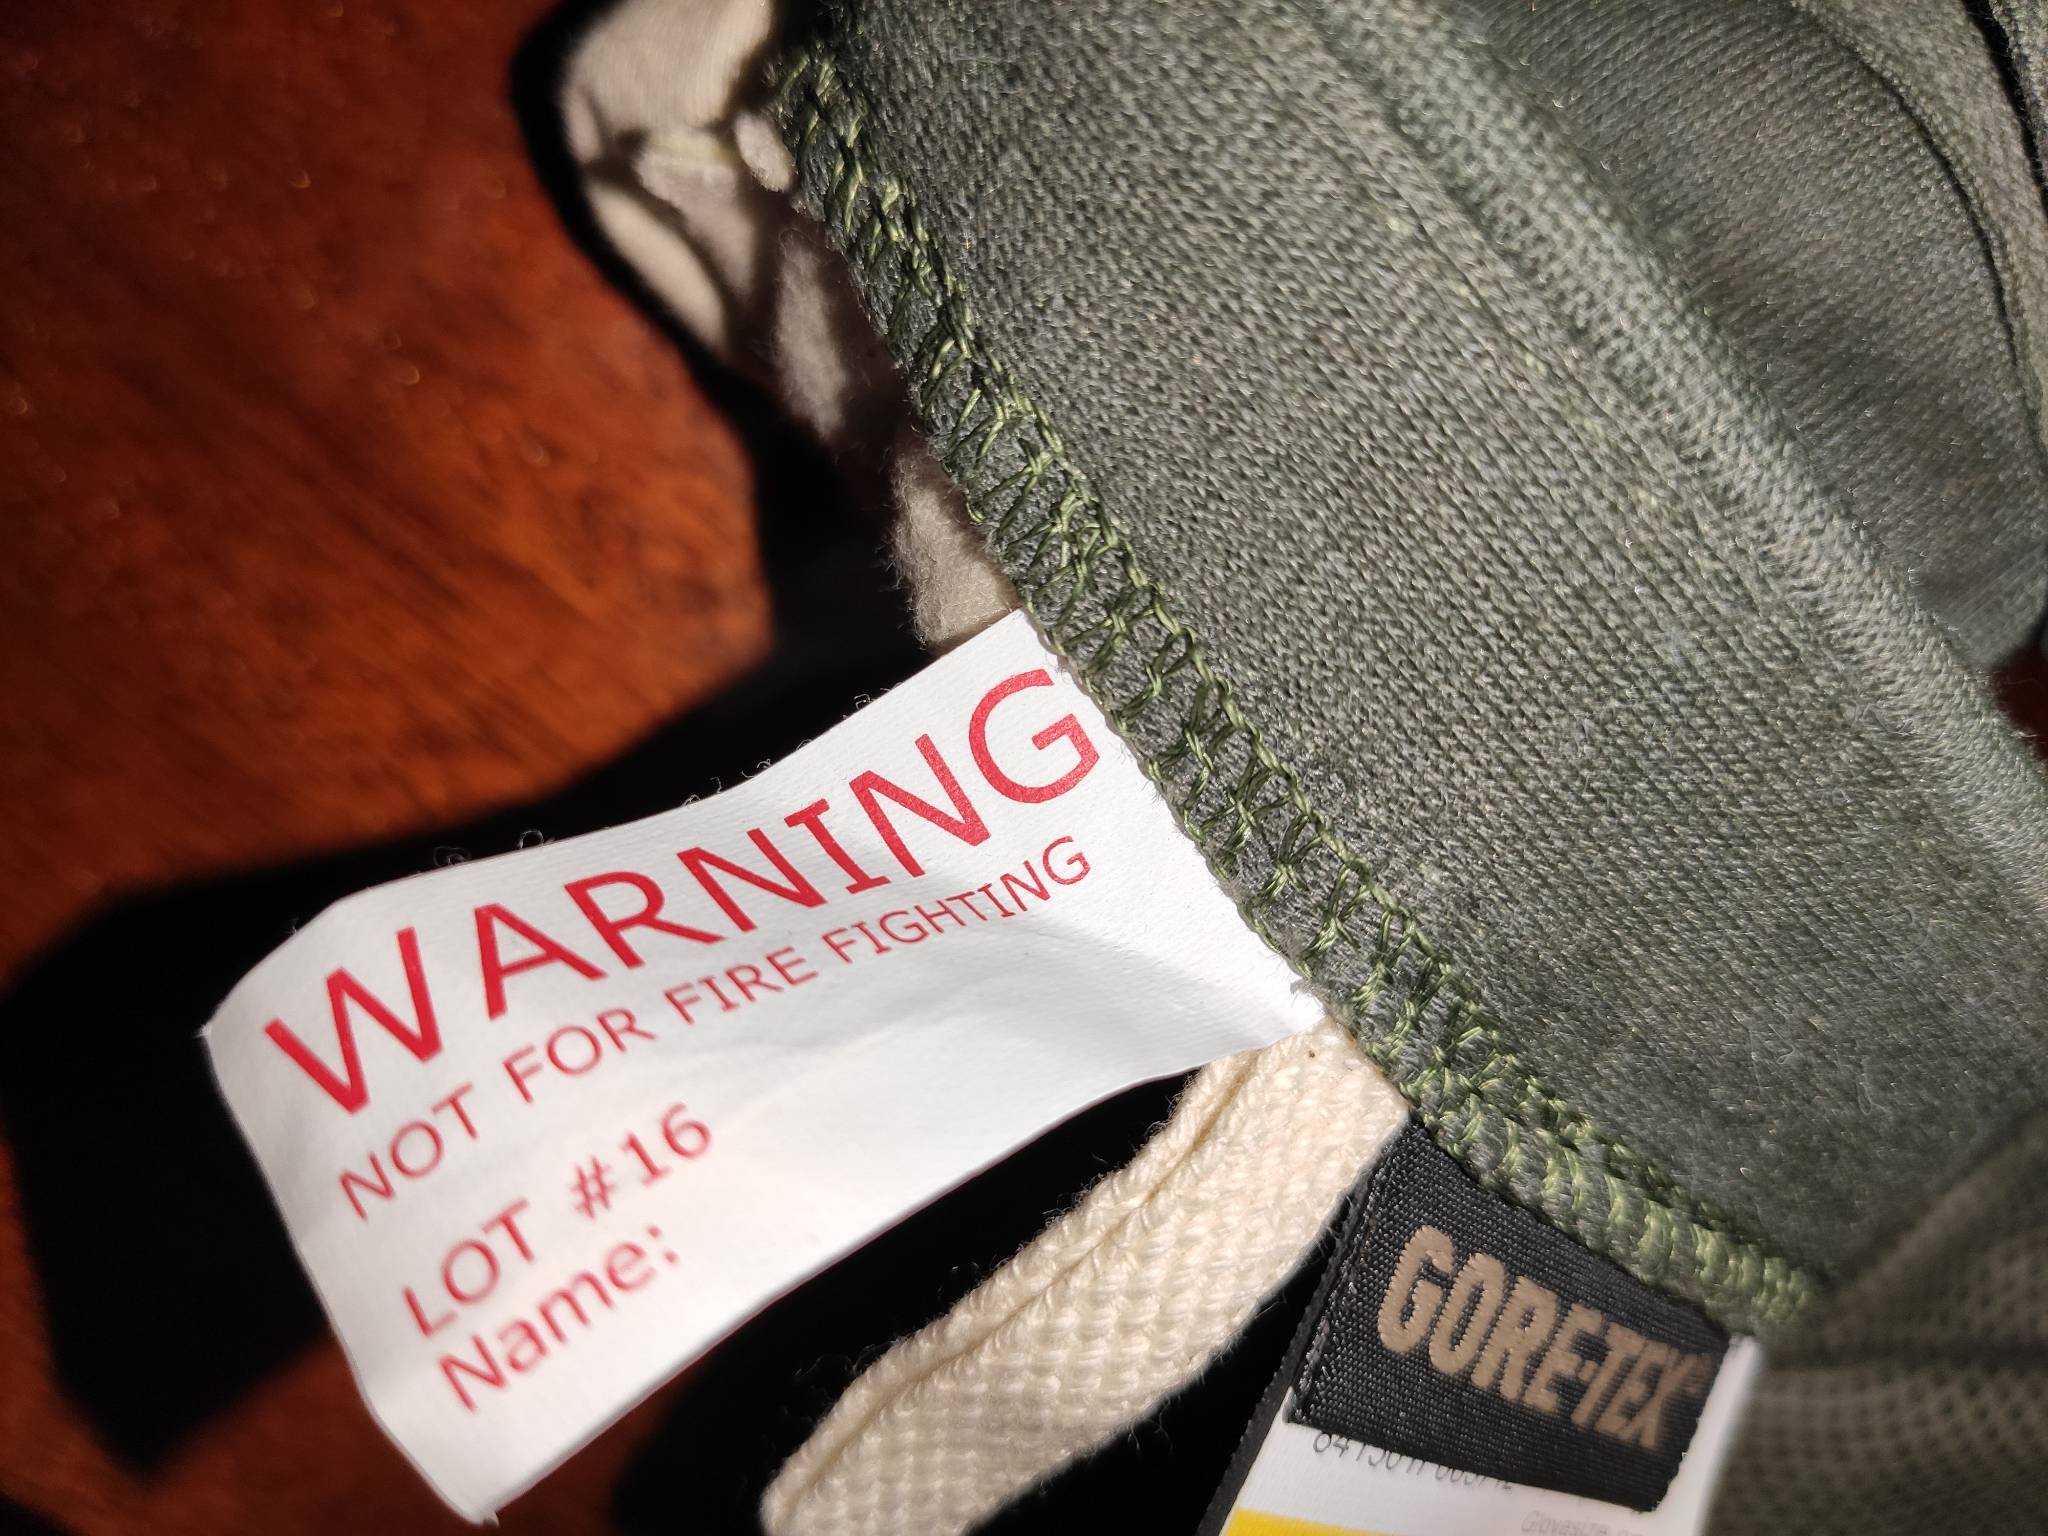 WARNING
NOT FOR FIRE FIGHTING
LOT #16
Name:
GORE-TEX®